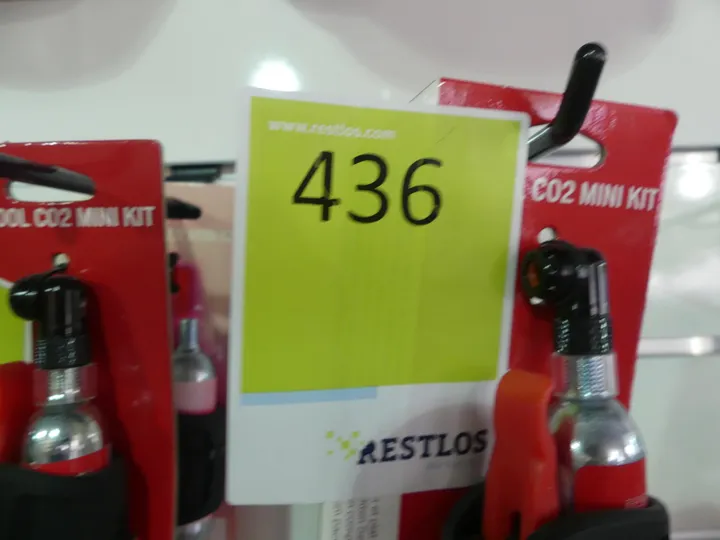 www.restlos.com
436
OOL CO2 MINI KIT
CO2 MINI KIT
RESTLOS